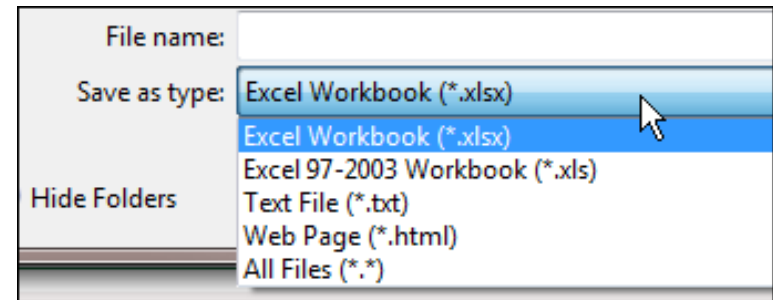 File name:
Save as type: Excel Workbook (*.xlsx)
Excel Workbook (*.xlsx)
Excel 97-2003 Workbook (*.xls)
Hide Folders Text File (*.txt)
Web Page (*.html)
All Files (*.*)